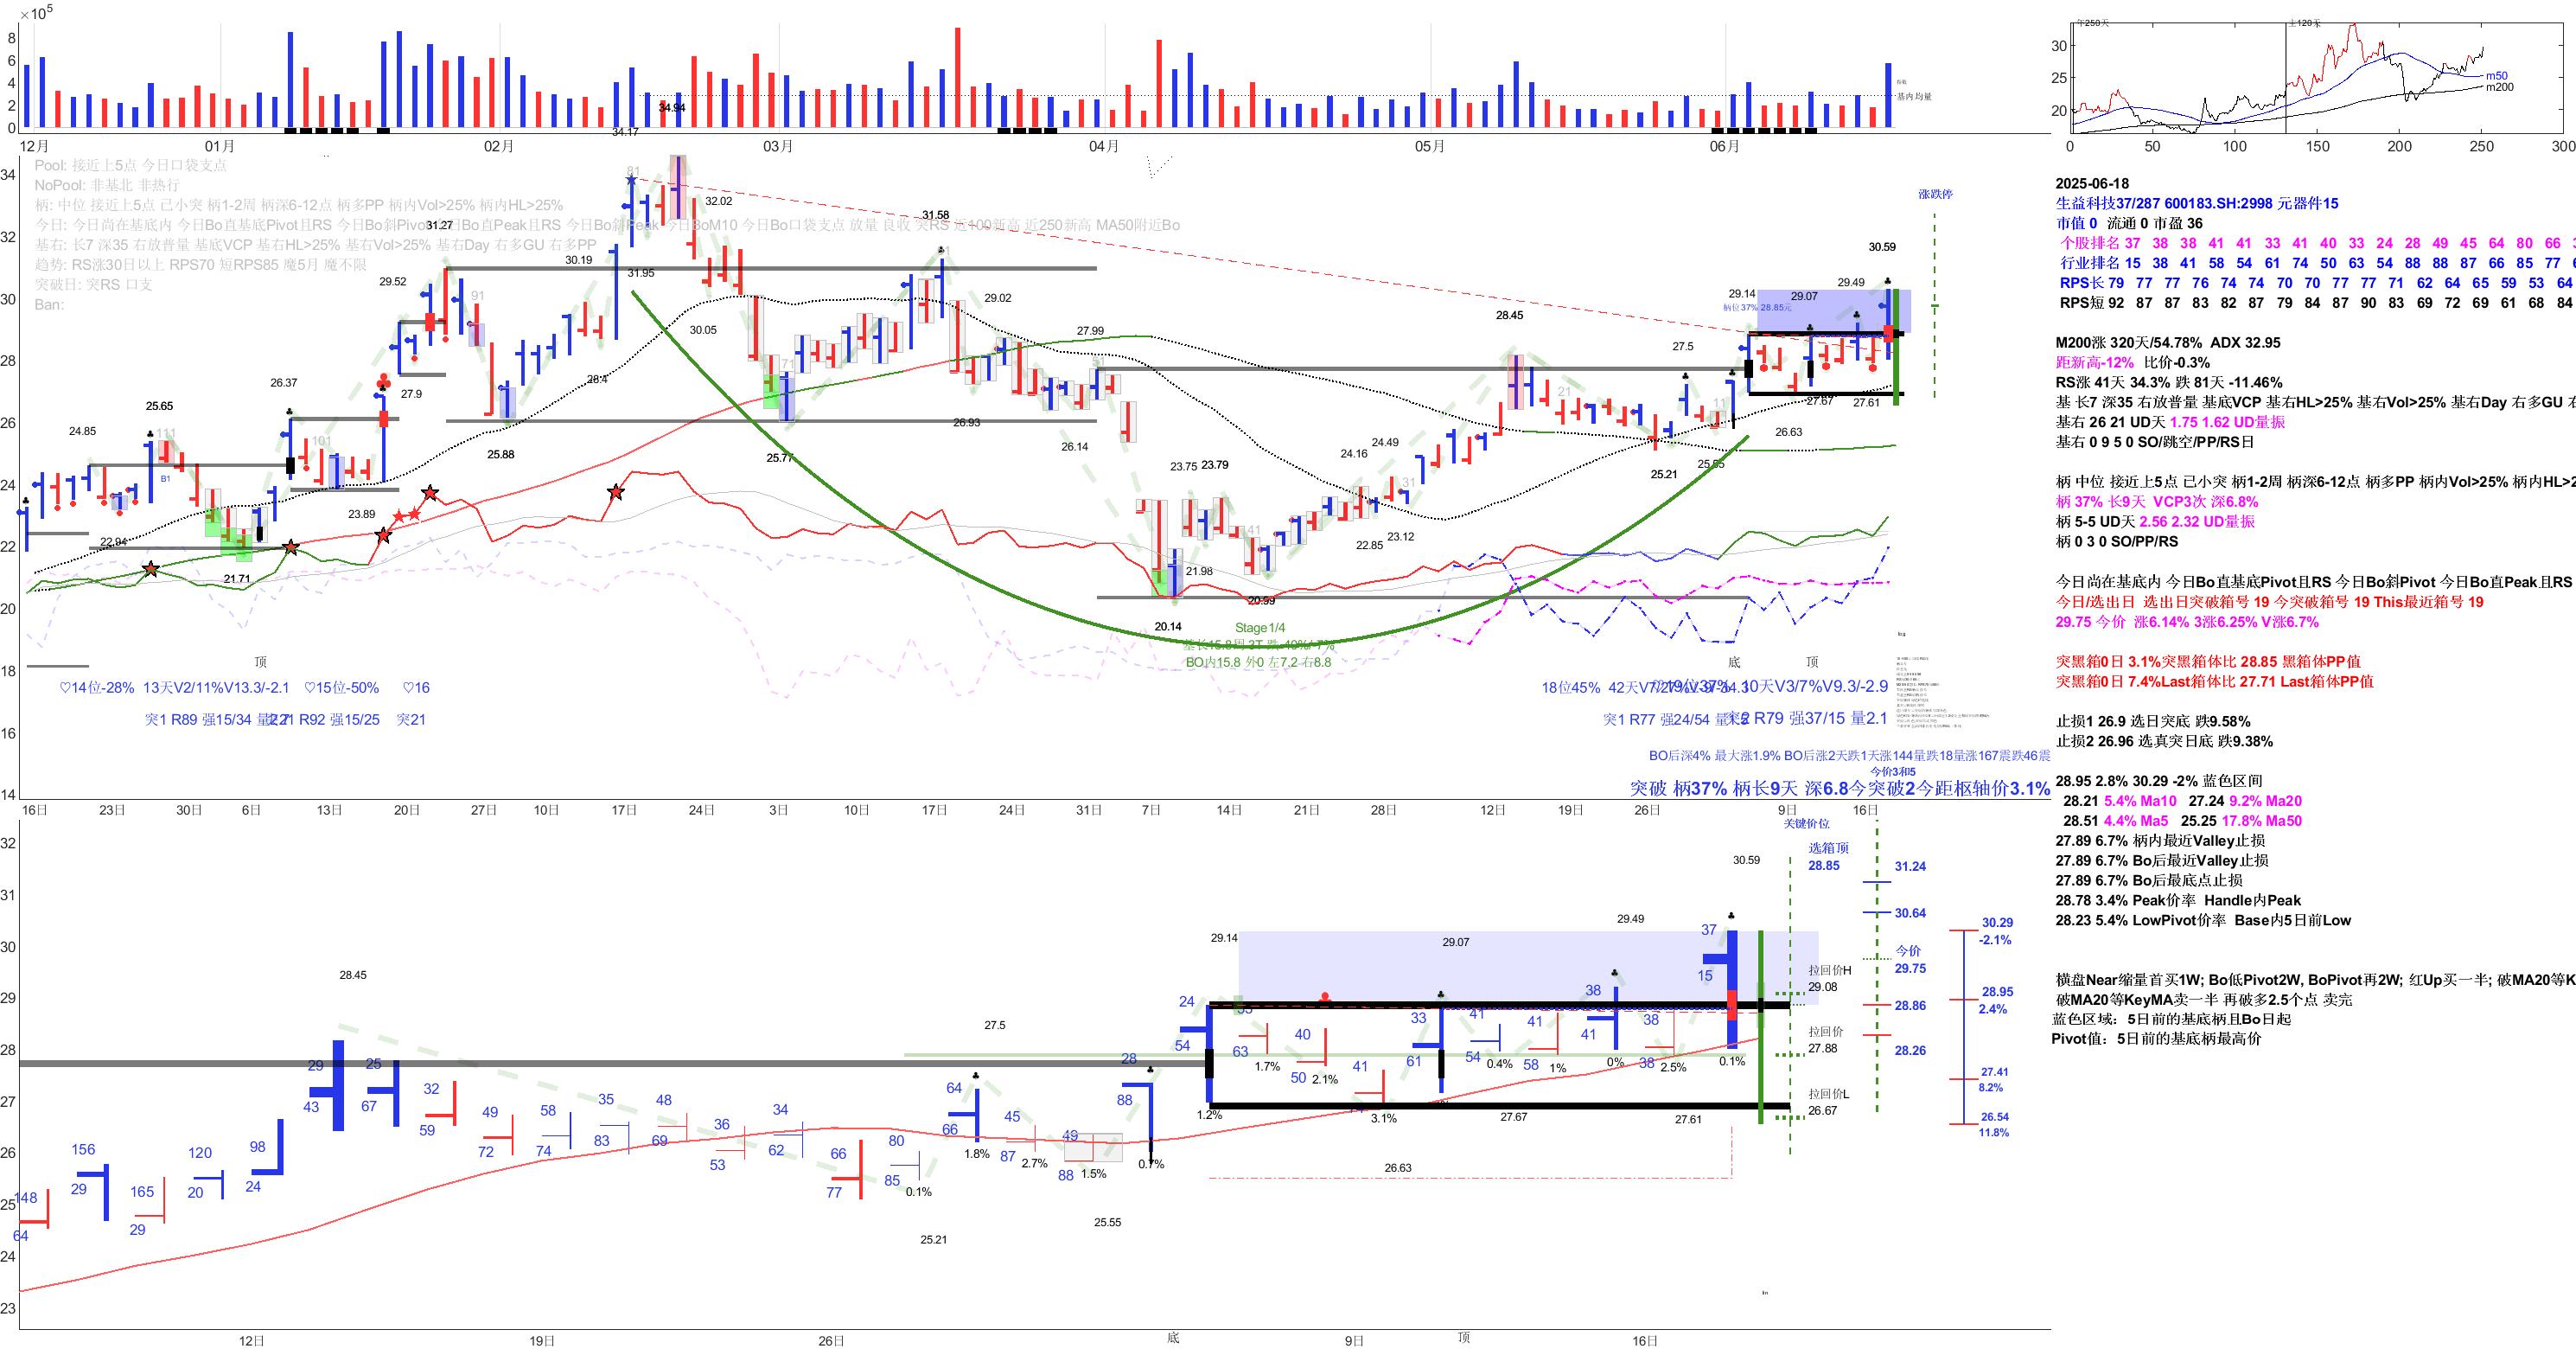 ×10⁵
8
6
4
2
0
12月 01月 02月 03月 04月 05月 06月
34.94
34.17
基内均量
年250天 上120天
30
25
20
m50
m200
0 50 100 150 200 250 300
Pool: 接近上5点 今日口袋支点
NoPool: 非基北 非热行
柄: 中位 接近上5点 己小突 柄1-2周 柄深6-12点 柄多PP 柄内Vol>25% 柄内HL>25%
今日: 今日尚在基底内 今日Bo直基底Pivot且RS 今日Bo斜Pivot 今日Bo直Peak且RS 今日Bo斜Peak 今日BoM10 今日Bo口袋支点 放量 良收 突RS 近100新高 近250新高 MA50附近Bo
基右: 长7 深35 右放普量 基底VCP 基右HL>25% 基右Vol>25% 基右Day 右多GU 右多PP
趋势: RS涨30日以上 RPS70 短RPS85 魔5月 魔不限
突破日: 突RS 口支
Ban:
34
32
30
28
26
24
22
20
18
16
14
24.85
25.65
111
B1
22.94
21.71
26.37
101
23.89
29.52
27.9
31.27
91
25.88
30.19
28.4
81
31.95
32.02
30.05
71
25.77
31.58
29.02
26.93
27.99
26.14
23.75 23.79
21.98
20.14
41
20.99
24.16
24.49
22.85
23.12
31
28.45
21
25.21
27.5
25.55
11
29.14
29.07
29.49
30.59
柄位37% 28.85元
27.67
27.61
26.63
涨跌停
Stage1/4
BO内15.8 外0 左7.2 右8.8
顶 底 顶
♡14位-28% 13天V2/11%V13.3/-2.1 ♡15位-50% ♡16
突1 R89 强15/34 R92 强15/25 突21
18位45%
♡19位37% 10天V3/7%V9.3/-2.9
突1 R77 强24/54
突2 R79 强37/15 量2.1
BO后深4% 最大涨1.9% BO后涨2天跌1天涨144量跌18量涨167震跌46震
今价3和5
突破 柄37% 柄长9天 深6.8今突破2今距枢轴价3.1%
16日 23日 30日 6日 13日 20日 27日 10日 17日 24日 3日 10日 17日 24日 31日 7日 14日 21日 28日 12日 19日 26日 9日 16日
2025-06-18
生益科技37/287 600183.SH:2998 元器件15
市值 0 流通 0 市盈 36
个股排名 37 38 38 41 41 33 41 40 33 24 28 49 45 64 80 66
行业排名 15 38 41 58 54 61 74 50 63 54 88 88 87 66 85 77
RPS长 79 77 77 76 74 74 70 70 77 77 71 62 64 65 59 53 64
RPS短 92 87 87 83 82 87 79 84 87 90 83 69 72 69 61 68 84
M200涨 320天/54.78% ADX 32.95
距新高-12% 比价-0.3%
RS涨 41天 34.3% 跌 81天 -11.46%
基 长7 深35 右放普量 基底VCP 基右HL>25% 基右Vol>25% 基右Day 右多GU
基右 26 21 UD天 1.75 1.62 UD量振
基右 0 9 5 0 SO/跳空/PP/RS日
柄 中位 接近上5点 己小突 柄1-2周 柄深6-12点 柄多PP 柄内Vol>25% 柄内HL>2
柄 37% 长9天 VCP3次 深6.8%
柄 5-5 UD天 2.56 2.32 UD量振
柄 0 3 0 SO/PP/RS
今日尚在基底内 今日Bo直基底Pivot且RS 今日Bo斜Pivot 今日Bo直Peak且RS
今日/选出日 选出日突破箱号 19 今突破箱号 19 This最近箱号 19
29.75 今价 涨6.14% 3涨6.25% V涨6.7%
突黑箱0日 3.1%突黑箱体比 28.85 黑箱体PP值
突黑箱0日 7.4%Last箱体比 27.71 Last箱体PP值
止损1 26.9 选日突底 跌9.58%
止损2 26.96 选真突日底 跌9.38%
28.95 2.8% 30.29 -2% 蓝色区间
28.21 5.4% Ma10 27.24 9.2% Ma20
28.51 4.4% Ma5 25.25 17.8% Ma50
27.89 6.7% 柄内最近Valley止损
27.89 6.7% Bo后最近Valley止损
27.89 6.7% Bo后最底点止损
28.78 3.4% Peak价率 Handle内Peak
28.23 5.4% LowPivot价率 Base内5日前Low
横盘Near缩量首买1W; Bo低Pivot2W, BoPivot再2W; 红Up买一半; 破MA20等K
破MA20等KeyMA卖一半 再破多2.5个点 卖完
蓝色区域：5日前的基底柄且Bo日起
Pivot值：5日前的基底柄最高价
32
31
30
29
28
27
26
25
24
23
148
64
156
29
165
29
120
20
98
24
29
43
28.45
25
67
32
59
49
72
58
74
35
83
48
69
36
53
34
62
66
77
80
85
0.1%
25.21
64
66
1.8%
27.5
45
87
2.7%
49
88
1.5%
25.55
28
88
0.7%
24
54
1.2%
29.14
63
1.7%
40
50
2.1%
41
3.1%
33
61
29.07
41
54
0.4%
27.67
41
58
1%
38
41
0%
29.49
38
38
2.5%
27.61
37
15
0.1%
30.59
26.63
关键价位
选箱顶
28.85
拉回价H
29.08
拉回价
27.88
拉回价L
26.67
31.24
30.64
今价
29.75
28.86
28.26
30.29
-2.1%
28.95
2.4%
27.41
8.2%
26.54
11.8%
12日 19日 26日 底 9日 顶 16日